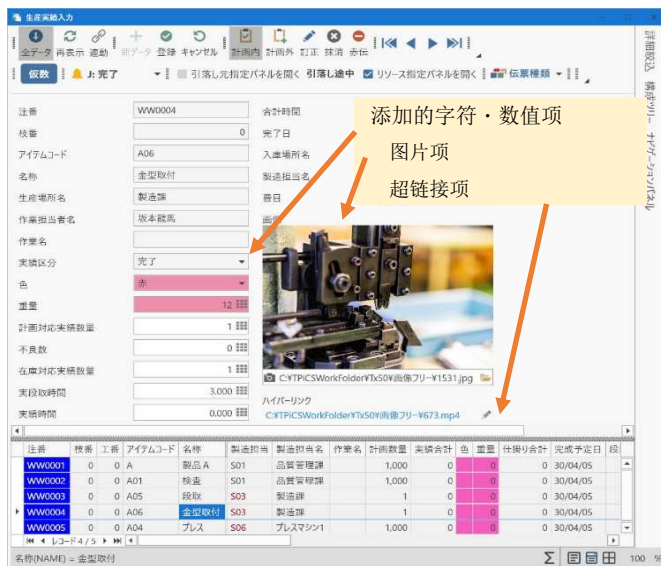 生産実績入力
全データ 再表示 連動 新データ 登録 キャンセル 計画内 計画外 訂正 抹消 赤伝
仮数 J: 完了 引落し元指定パネルを開く 引落し途中 リソース指定パネルを開く 伝票種類
詳細絞込 構成ツリー ナビゲーションパネル
注番 WW0004 合計時間
枝番 0 完了日
アイテムコード A06 入庫場所名
名称 金型取付 製造担当名
生産場所名 製造課 昔日
作業担当者名 坂本龍馬
作業名
実績区分 完了
色 赤
重量 12
計画対応実績数量 1
不良数 0
在庫対応実績数量 1
実段取時間 3.000
実績時間 0.000
添加的字符・数值项
图片项
超链接项
C:¥TPiCSWorkFolder¥Tx50¥画像フリー¥1531.jpg
ハイパーリンク
C:¥TPiCSWorkFolder¥Tx50¥画像フリー¥673.mp4
注番 枝番 工番 アイテムコード 名称 製造担当 製造担当名 作業名 計画数量 実績合計 色 重量 仕掛り合計 完成予定日 段
WW0001 0 0 A 製品A S01 品質管理課 1,000 0 0 0 30/04/05
WW0002 0 0 A01 検査 S01 品質管理課 1,000 0 0 0 30/04/05
WW0003 0 0 A05 段取 S03 製造課 1 0 0 0 30/04/05
WW0004 0 0 A06 金型取付 S03 製造課 1 0 0 0 30/04/05
WW0005 0 0 A04 プレス S06 プレスマシン1 1,000 0 0 0 30/04/05
レコード 4 / 5
名称(NAME) = 金型取付 100 %